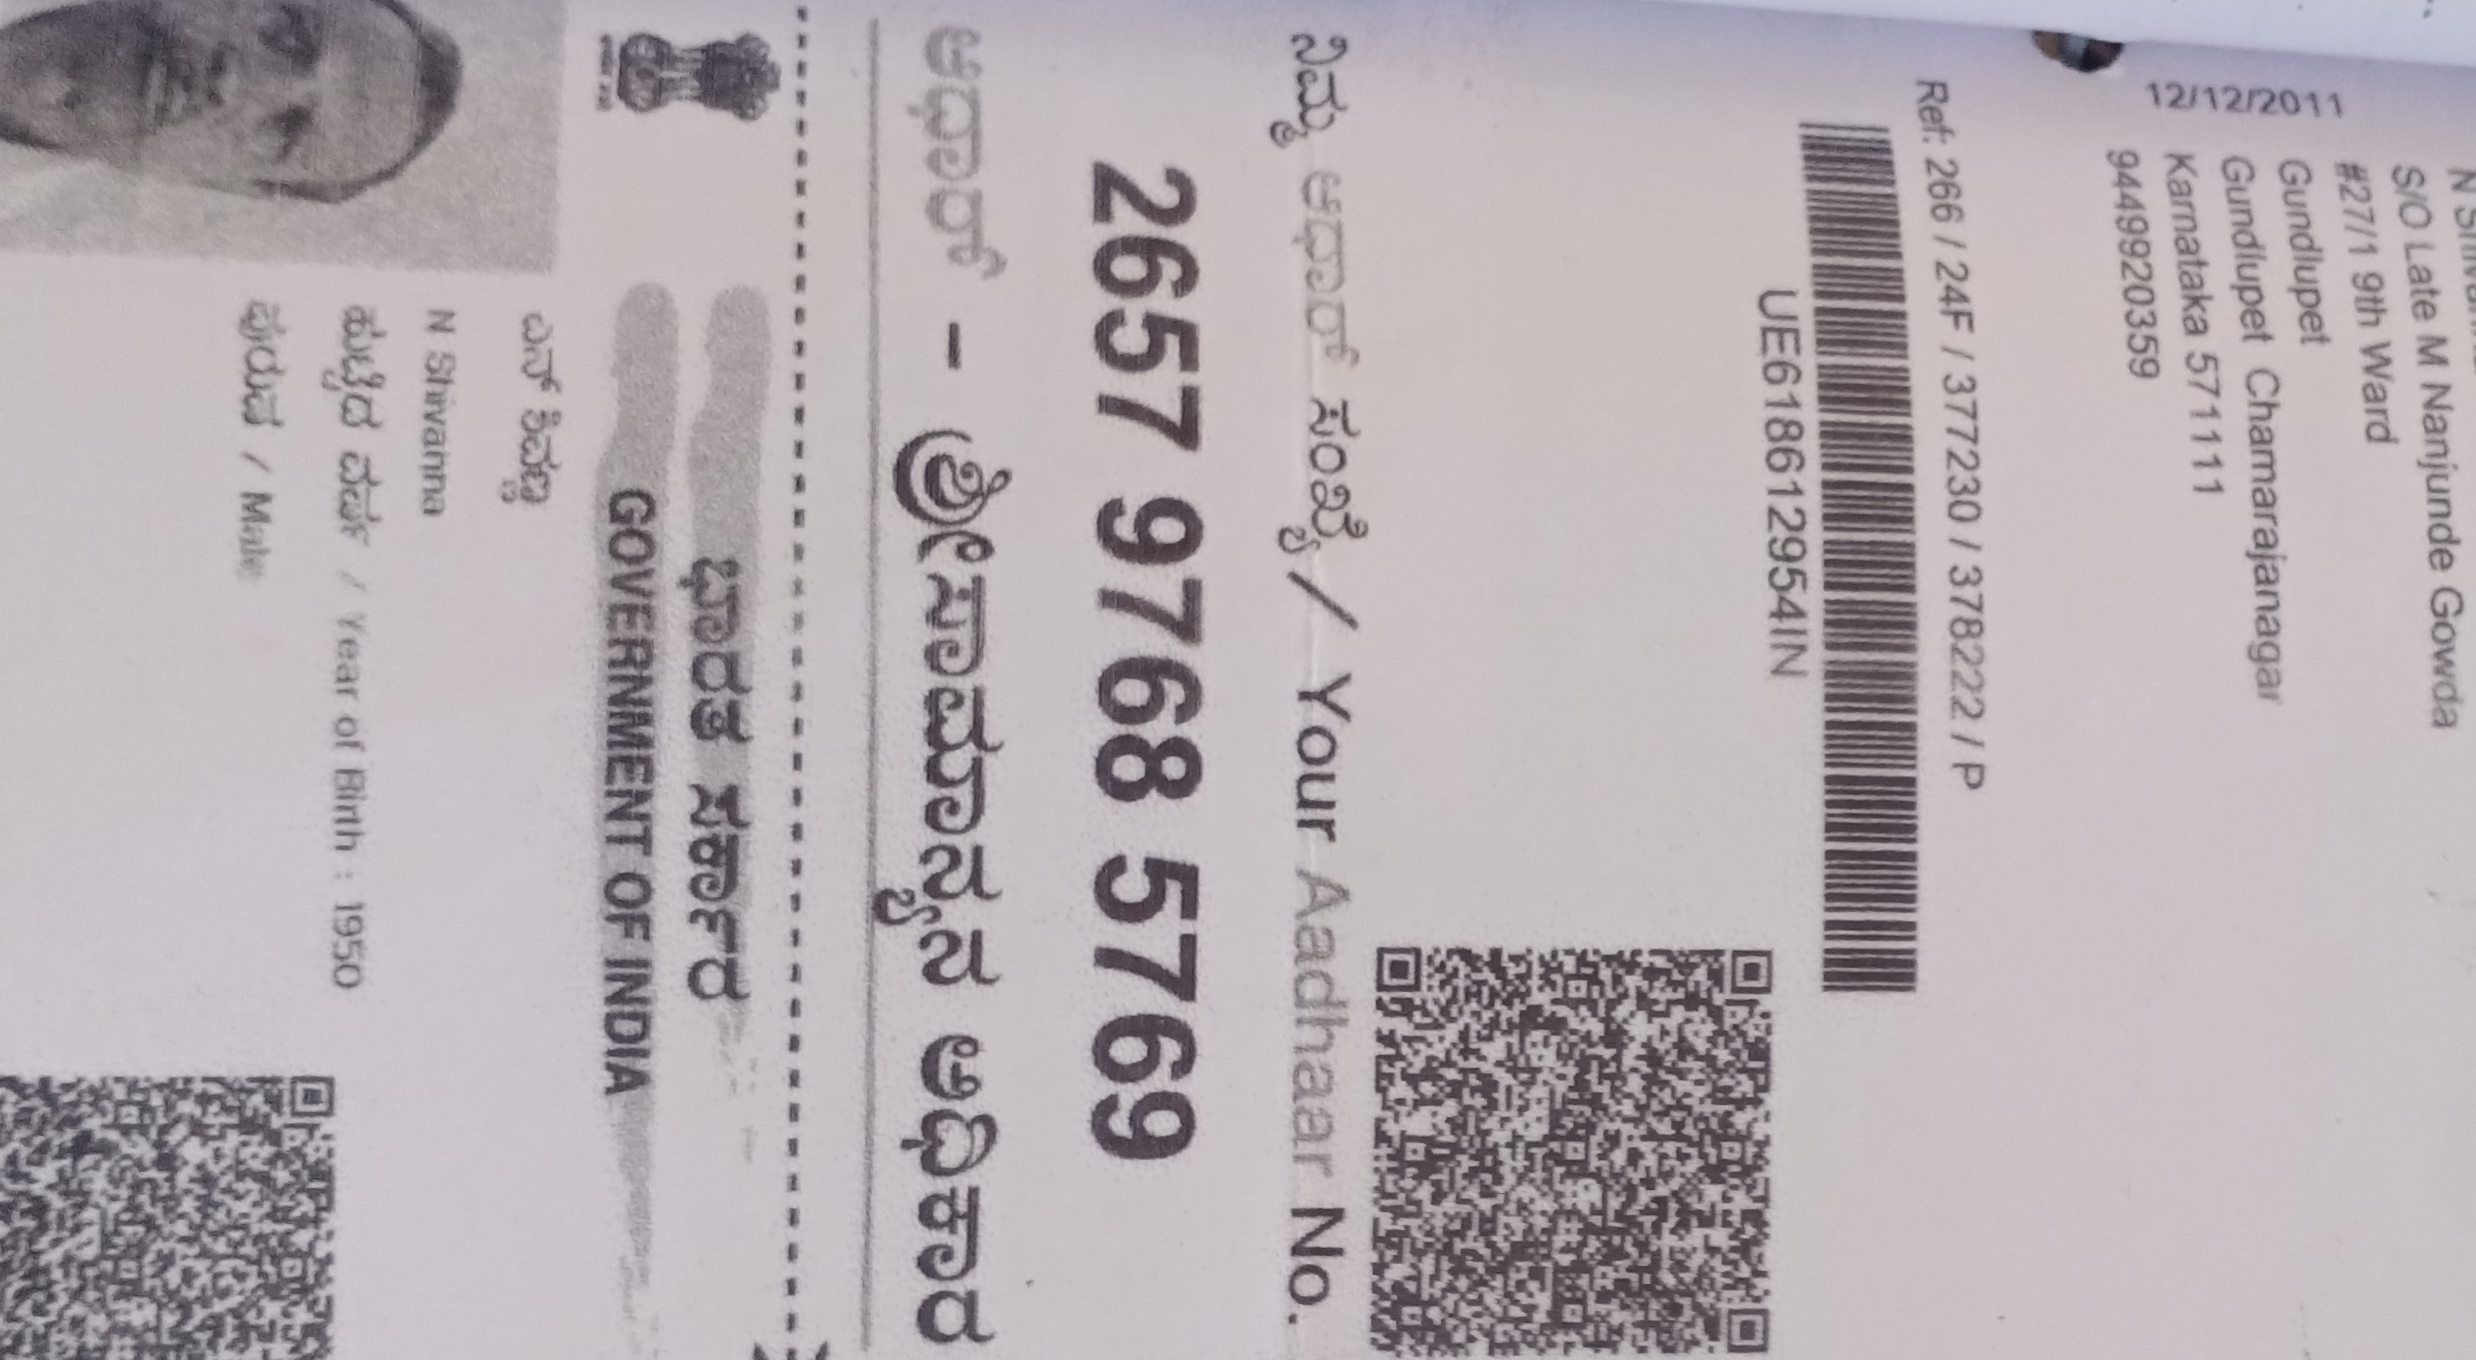 S/O Late M Nanjunde Gowda
#27/1 9th Ward
Gundlupet
12/12/2011
Gundlupet Chamarajanagar
Karnataka 571111
9449920359
Ref: 266 / 24F / 377230 / 378222 / P
UE618661295 4IN
ನಿಮ್ಮ ಆಧಾರ್ ಸಂಖ್ಯೆ / Your Aadhaar No.
2657 9768 5769
ಆಧಾರ್ - ಶ್ರೀಸಾಮಾನ್ಯನ ಅಧಿಕಾರ
ಭಾರತ ಸರ್ಕಾರ
GOVERNMENT OF INDIA
ಎನ್ ಶಿವಣ್ಣ
N Shivanna
ಹುಟ್ಟಿದ ವರ್ಷ / Year of Birth : 1950
ಪುರುಷ / Male